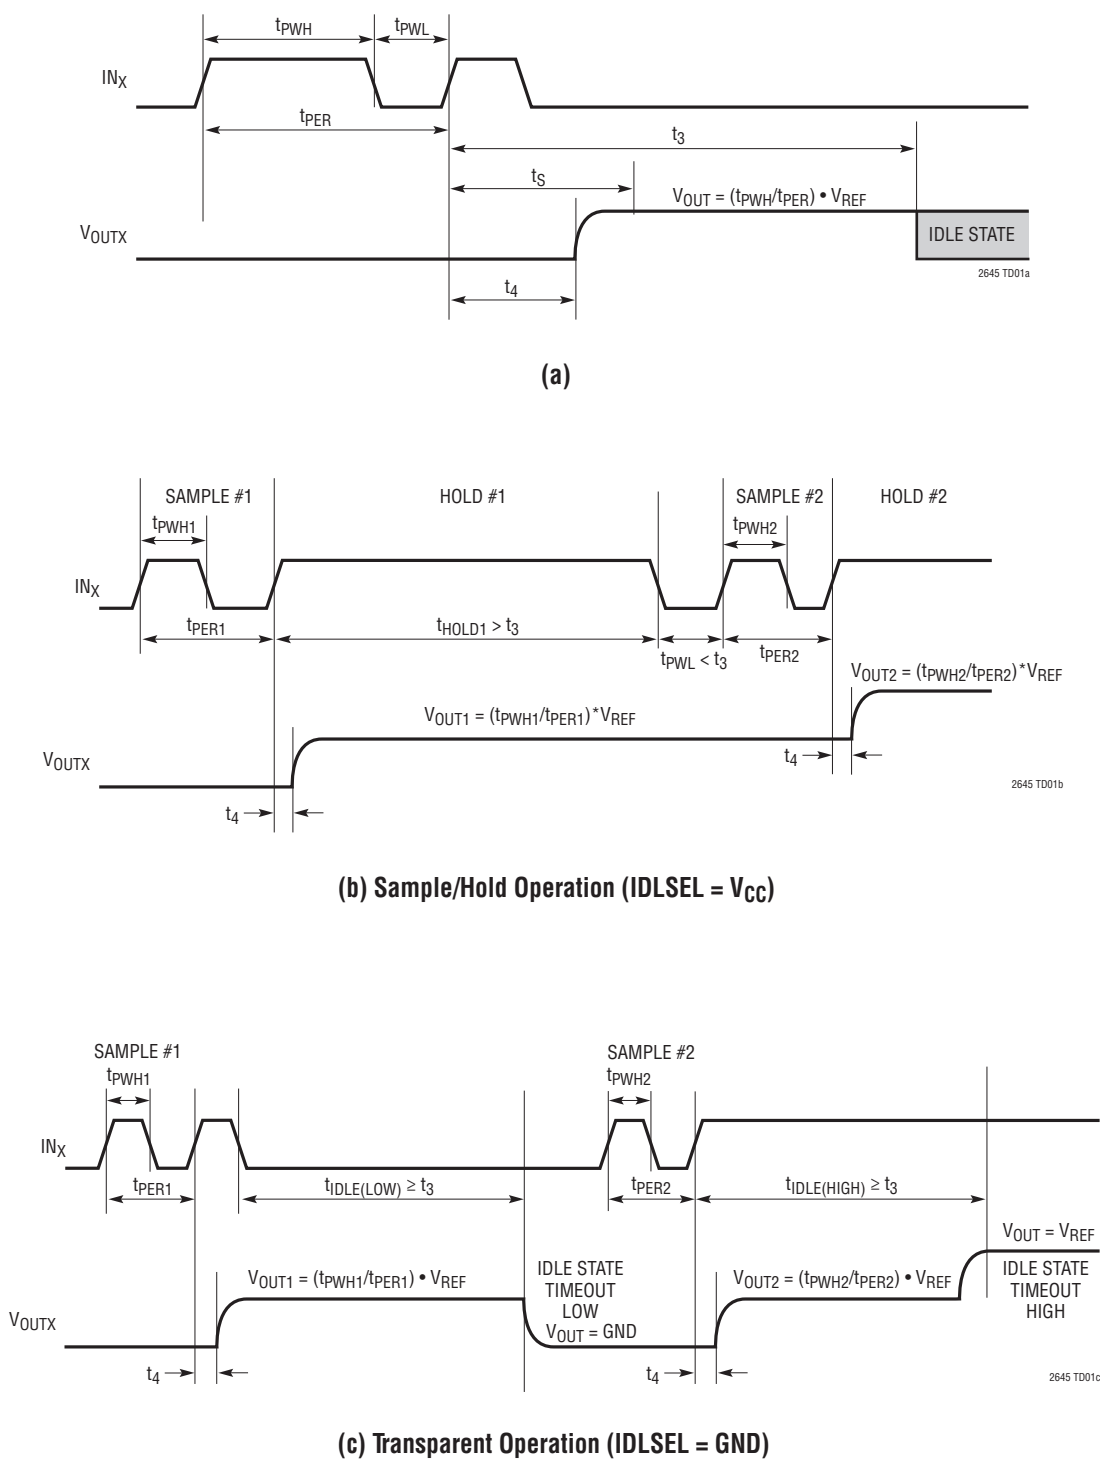 tPWH tPWL
INX
tPER
t3
tS
VOUT = (tPWH/tPER) • VREF
VOUTX
IDLE STATE
2645 TD01a
t4
(a)
SAMPLE #1 HOLD #1 SAMPLE #2 HOLD #2
tPWH1 tPWH2
INX
tPER1 tHOLD1 > t3 tPWL < t3 tPER2
VOUT2 = (tPWH2/tPER2)*VREF
VOUT1 = (tPWH1/tPER1)*VREF
VOUTX
t4
2645 TD01b
t4
(b) Sample/Hold Operation (IDLSEL = VCC)
SAMPLE #1 SAMPLE #2
tPWH1 tPWH2
INX
tPER1 tIDLE(LOW) ≥ t3 tPER2 tIDLE(HIGH) ≥ t3
VOUT = VREF
VOUT1 = (tPWH1/tPER1) • VREF
IDLE STATE
TIMEOUT
LOW
VOUT = GND
VOUT2 = (tPWH2/tPER2) • VREF
IDLE STATE
TIMEOUT
HIGH
VOUTX
t4 t4
2645 TD01c
(c) Transparent Operation (IDLSEL = GND)